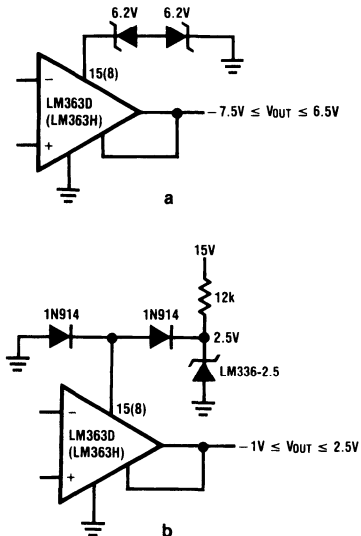 6.2V 6.2V
15(8)
−
LM363D
(LM363H)
+
−7.5V ≤ VOUT ≤ 6.5V
a
15V
12k
1N914 1N914
2.5V
LM336-2.5
15(8)
−
LM363D
(LM363H)
+
−1V ≤ VOUT ≤ 2.5V
b